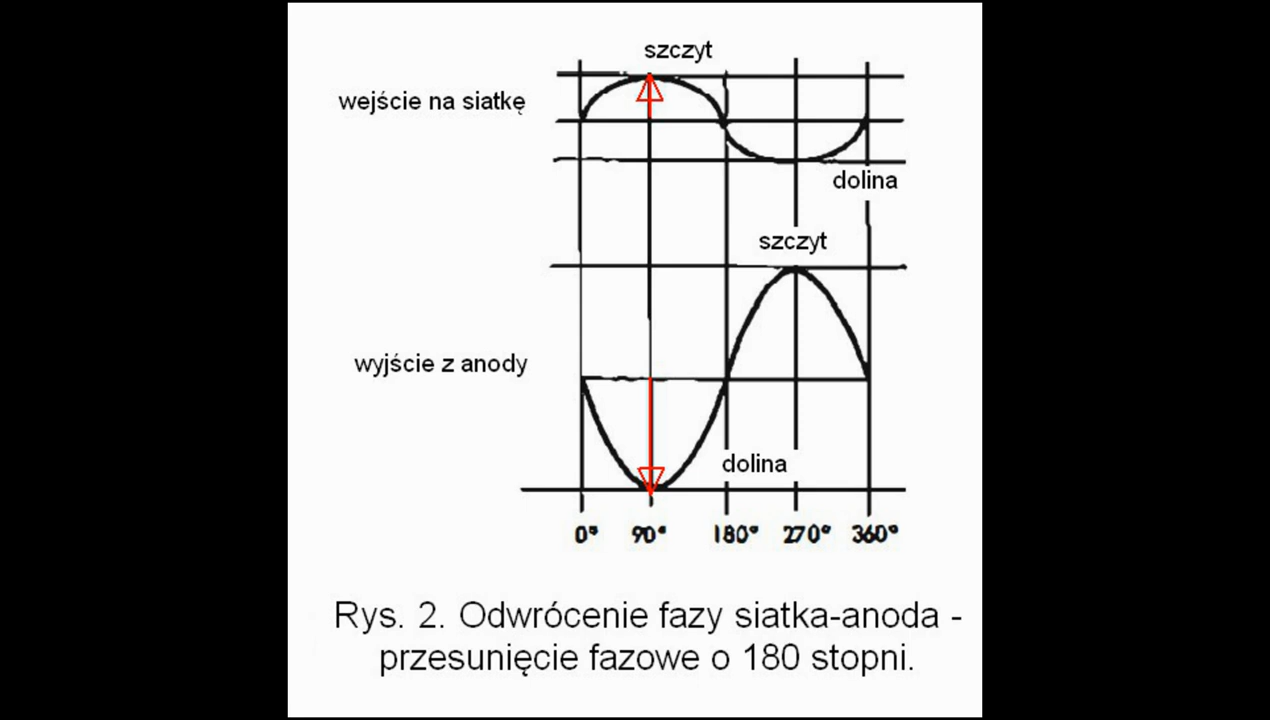 szczyt
wejście na siatkę
dolina
szczyt
wyjście z anody
dolina
0° 90° 180° 270° 360°
Rys. 2. Odwrócenie fazy siatka-anoda -
przesunięcie fazowe o 180 stopni.